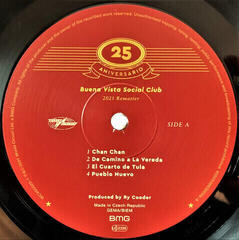 25
ANIVERSARIO
Buena Vista Social Club
2021 Remaster
SIDE A
1 Chan Chan
2 De Camino a La Vereda
3 El Cuarto de Tula
4 Pueblo Nuevo
Produced by Ry Cooder
Made in Czech Republic
GEMA/BIEM
BMG